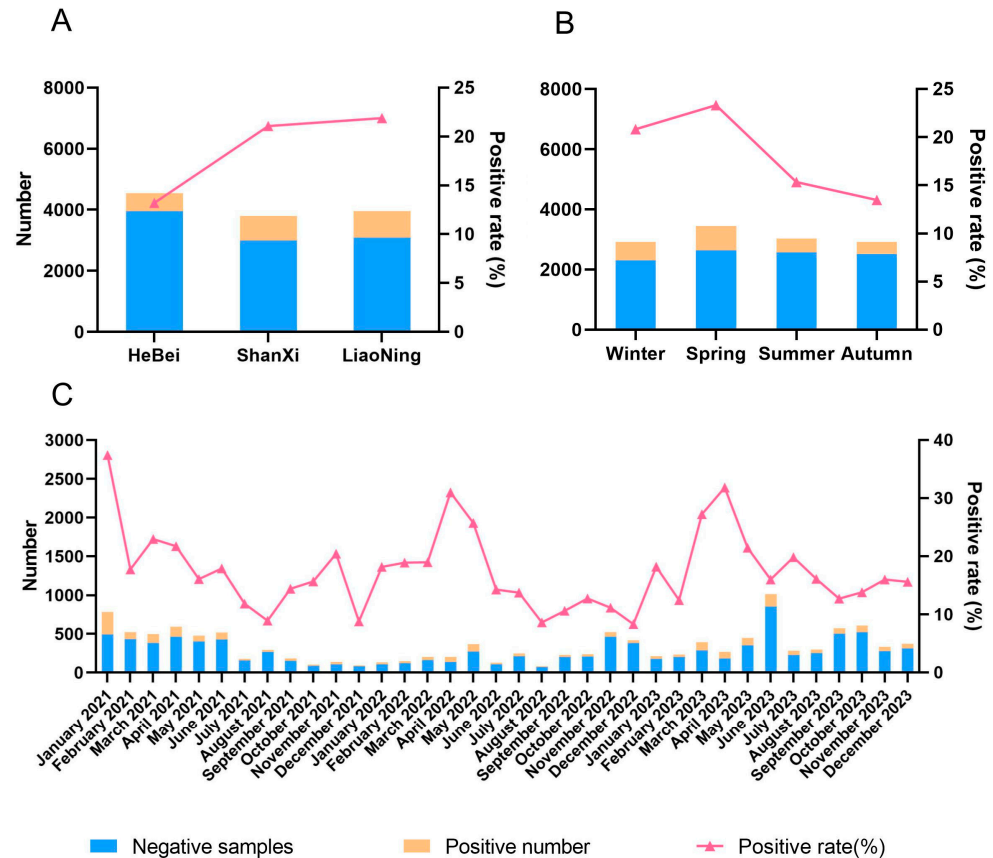 A
B
8000
6000
4000
2000
0
Number
25
20
15
10
5
0
Positive rate (%)
HeBei
ShanXi
LiaoNing
8000
6000
4000
2000
0
25
20
15
10
5
0
Positive rate (%)
Winter
Spring
Summer
Autumn
C
3000
2500
2000
1500
1000
500
0
Number
40
30
20
10
0
Positive rate (%)
January 2021
February 2021
March 2021
April 2021
May 2021
June 2021
July 2021
August 2021
September 2021
October 2021
November 2021
December 2021
January 2022
February 2022
March 2022
April 2022
May 2022
June 2022
July 2022
August 2022
September 2022
October 2022
November 2022
December 2022
January 2023
February 2023
March 2023
April 2023
May 2023
June 2023
July 2023
August 2023
September 2023
October 2023
November 2023
December 2023
Negative samples
Positive number
Positive rate(%)